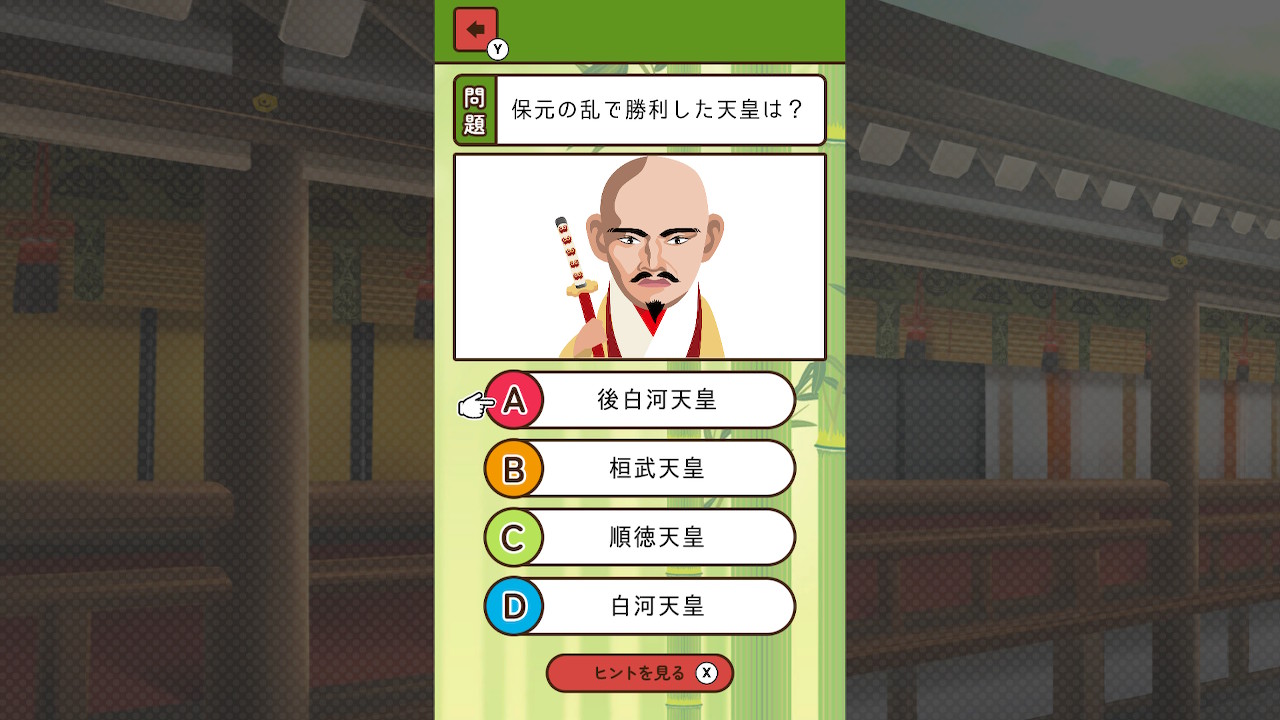 Y
問題
保元の乱で勝利した天皇は？
A
後白河天皇
B
桓武天皇
C
順徳天皇
D
白河天皇
ヒントを見る X